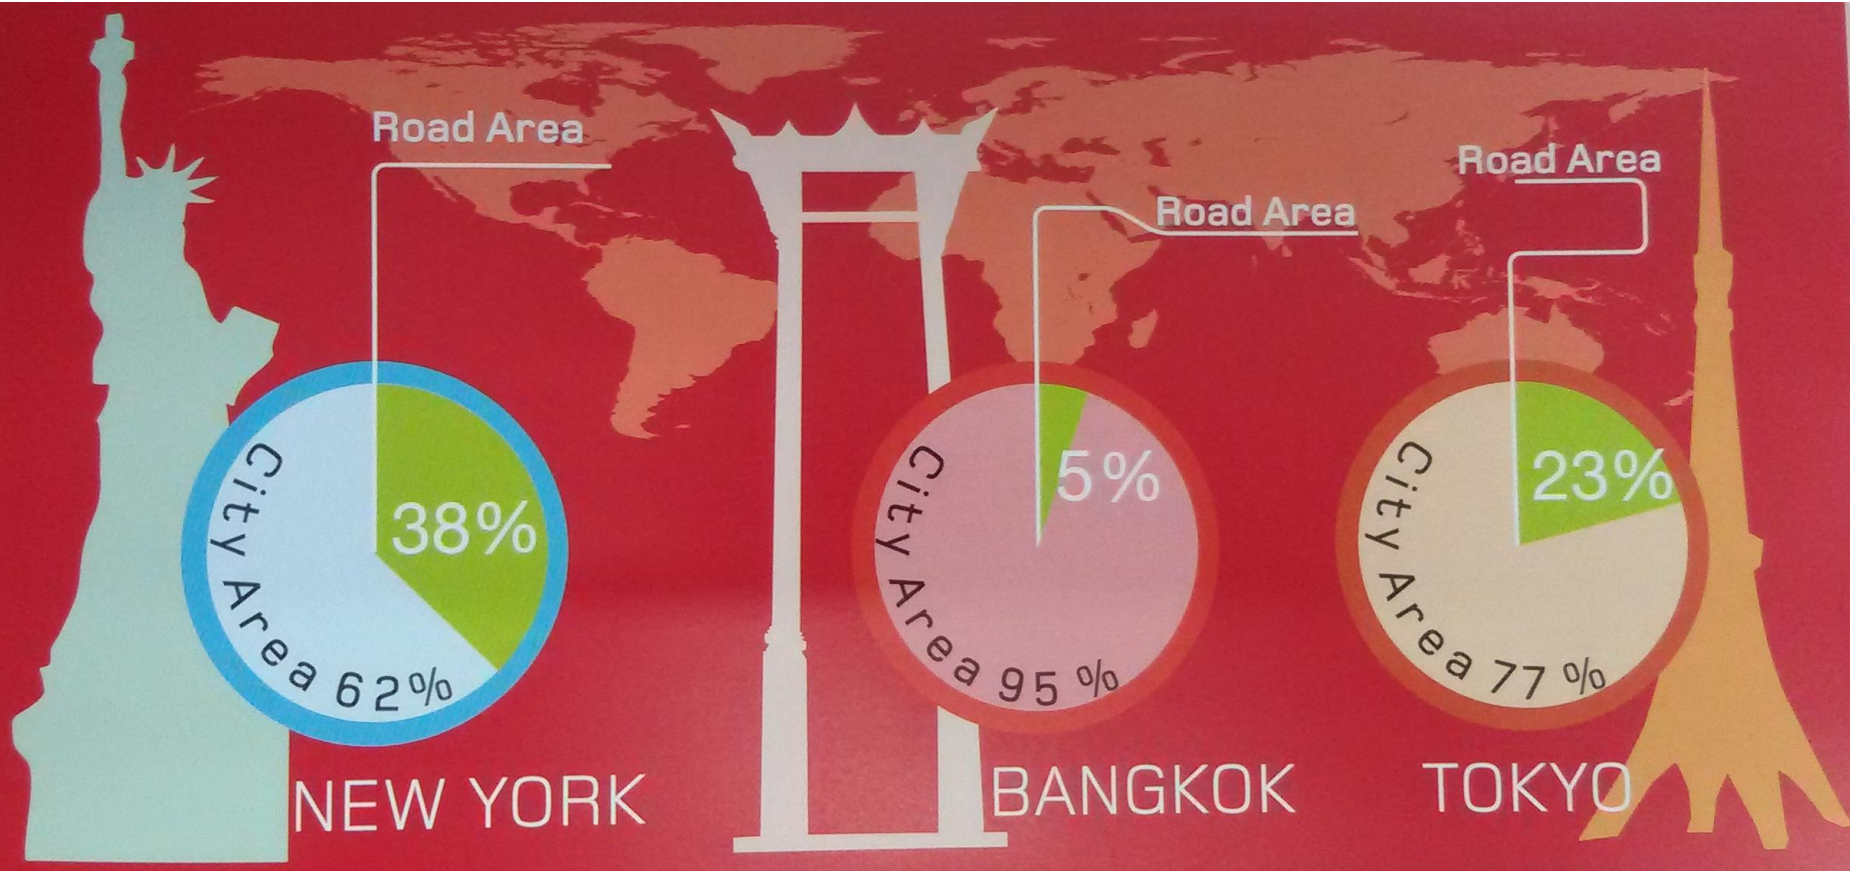 Road Area
38%
City Area 62%
NEW YORK
Road Area
5%
City Area 95%
BANGKOK
Road Area
23%
City Area 77%
TOKYO